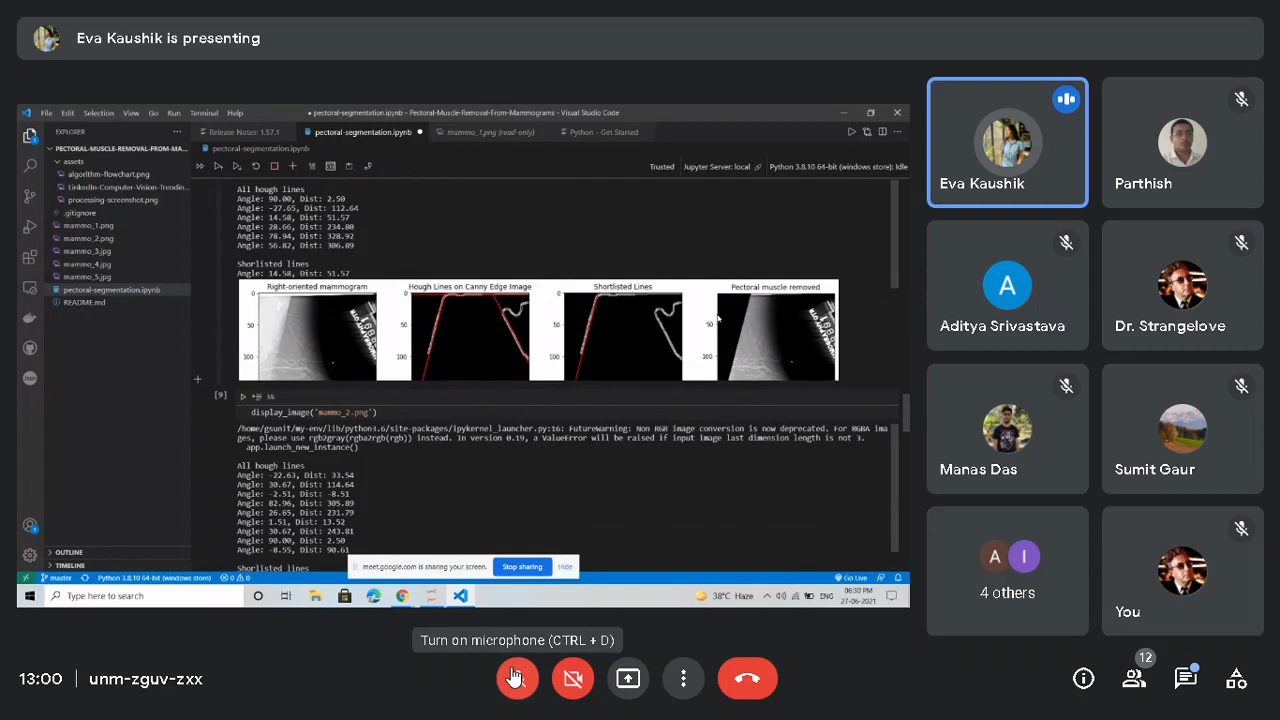 Eva Kaushik is presenting
File Edit Selection View Go Run Terminal Help
• pectoral-segmentation.ipynb - Pectoral-Muscle-Removal-From-Mammograms - Visual Studio Code
EXPLORER
Release Notes: 1.57.1
pectoral-segmentation.ipynb
mammo_1.png (read-only)
Python - Get Started
PECTORAL-MUSCLE-REMOVAL-FROM-MA...
assets
algorithm-flowchart.png
LinkedIn-Computer-Vision-Trendin...
processing-screenshot.png
.gitignore
mammo_1.png
mammo_2.png
mammo_3.jpg
mammo_4.jpg
mammo_5.jpg
pectoral-segmentation.ipynb
README.md
OUTLINE
TIMELINE
pectoral-segmentation.ipynb
Trusted Jupyter Server: local Python 3.8.10 64-bit (windows store): Idle
All hough lines
Angle: 90.00, Dist: 2.50
Angle: -27.65, Dist: 112.64
Angle: 14.58, Dist: 51.57
Angle: 28.66, Dist: 234.80
Angle: 78.94, Dist: 328.92
Angle: 56.82, Dist: 306.89
Shorlisted lines
Angle: 14.58, Dist: 51.57
Right-oriented mammogram
Hough Lines on Canny Edge Image
Shortlisted Lines
Pectoral muscle removed
0 0 0
50 50 50 50
100 100 100 100
[9]
display_image('mammo_2.png')
/home/gsunit/my-env/lib/python3.6/site-packages/ipykernel_launcher.py:16: FutureWarning: Non RGB image conversion is now deprecated. For RGBA ima
ges, please use rgb2gray(rgba2rgb(rgb)) instead. In version 0.19, a ValueError will be raised if input image last dimension length is not 3.
app.launch_new_instance()
All hough lines
Angle: -22.63, Dist: 33.54
Angle: 30.67, Dist: 114.64
Angle: -2.51, Dist: -8.51
Angle: 82.96, Dist: 305.89
Angle: 26.65, Dist: 231.79
Angle: 1.51, Dist: 13.52
Angle: 30.67, Dist: 243.81
Angle: 90.00, Dist: 2.50
Angle: -8.55, Dist: 90.61
Shorlisted lines
meet.google.com is sharing your screen. Stop sharing Hide
master Python 3.8.10 64-bit (windows store) 0 0 Go Live
Type here to search
38°C Haze ENG
06:30 PM
27-06-2021
Eva Kaushik
Parthish
Aditya Srivastava
A
Dr. Strangelove
Manas Das
Sumit Gaur
A I
4 others
You
Turn on microphone (CTRL + D)
13:00 | unm-zguv-zxx
12